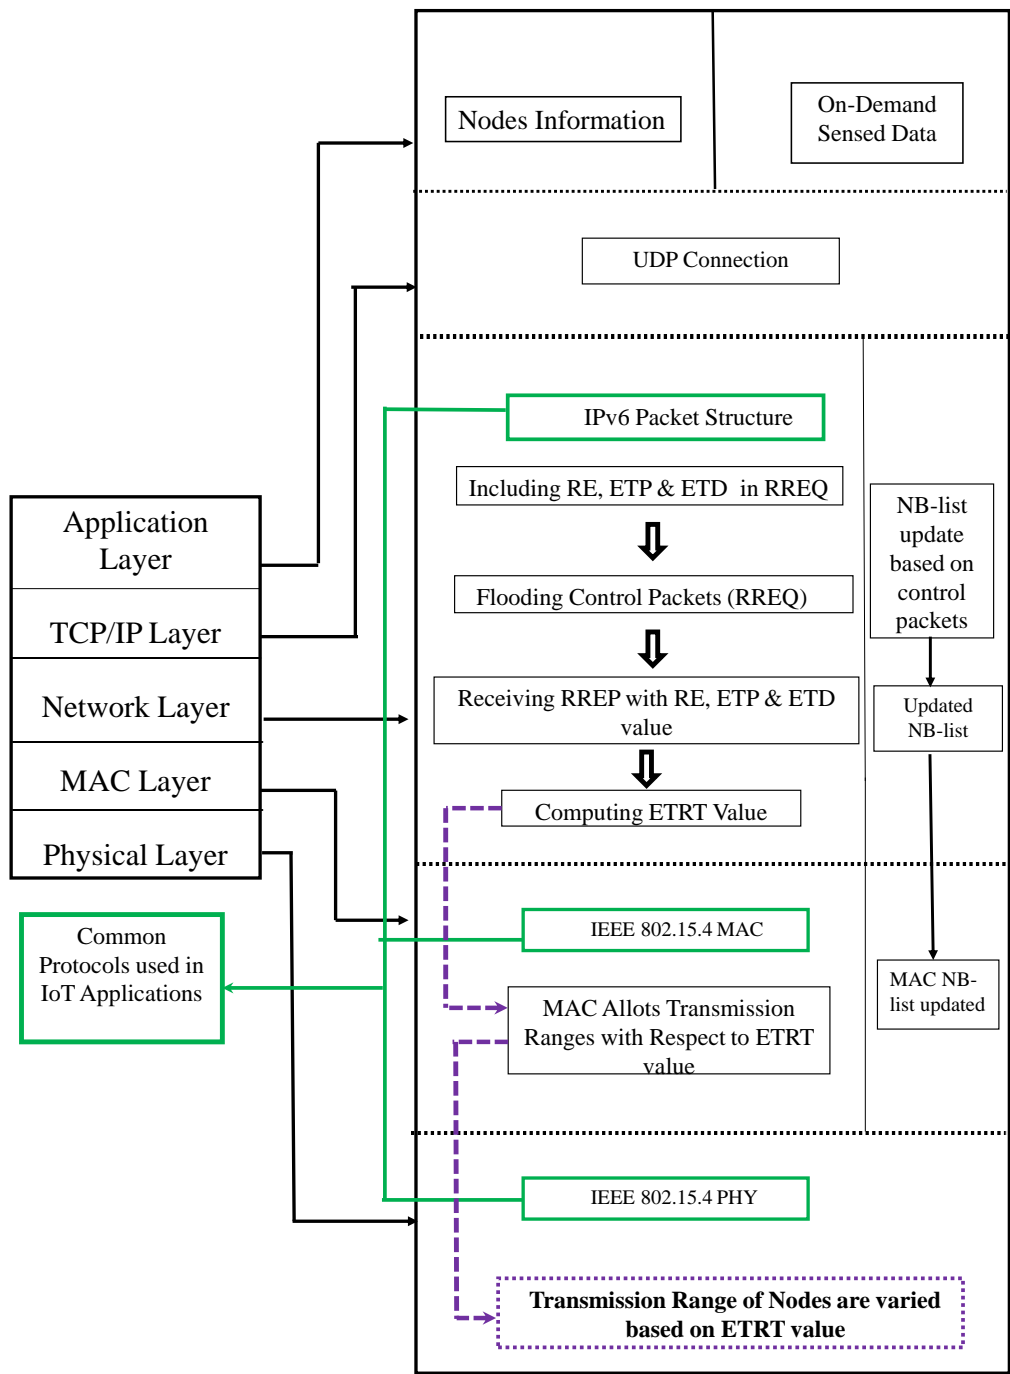 Nodes Information
On-Demand
Sensed Data
UDP Connection
IPv6 Packet Structure
Including RE, ETP & ETD in RREQ
Flooding Control Packets (RREQ)
Receiving RREP with RE, ETP & ETD
value
Computing ETRT Value
NB-list
update
based on
control
packets
Updated
NB-list
Application
Layer
TCP/IP Layer
Network Layer
MAC Layer
Physical Layer
Common
Protocols used in
IoT Applications
IEEE 802.15.4 MAC
MAC Allots Transmission
Ranges with Respect to ETRT
value
MAC NB-
list updated
IEEE 802.15.4 PHY
Transmission Range of Nodes are varied
based on ETRT value